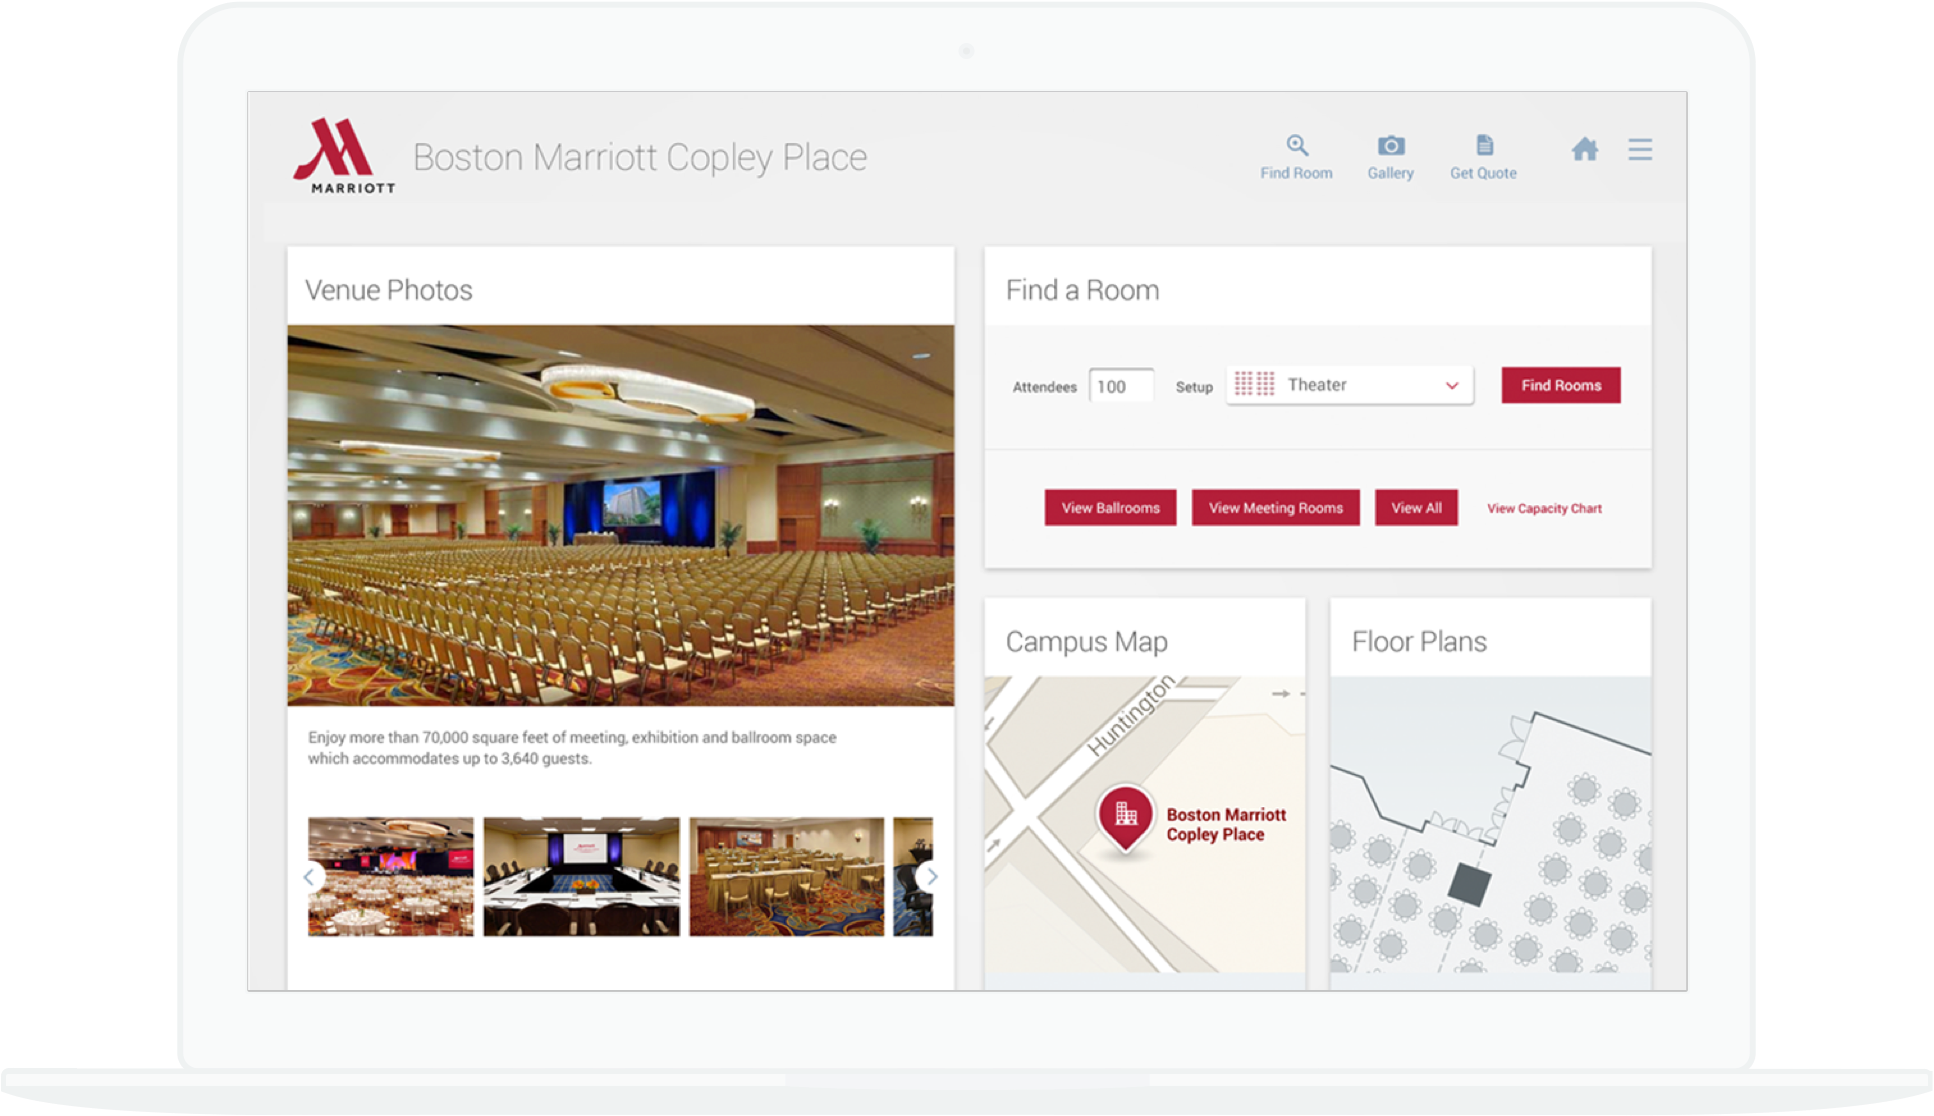 MARRIOTT
Boston Marriott Copley Place
Find Room
Gallery
Get Quote
Venue Photos
Enjoy more than 70,000 square feet of meeting, exhibition and ballroom space
which accommodates up to 3,640 guests.
Find a Room
Attendees 100 Setup Theater Find Rooms
View Ballrooms View Meeting Rooms View All View Capacity Chart
Campus Map
Huntington
Boston Marriott
Copley Place
Floor Plans